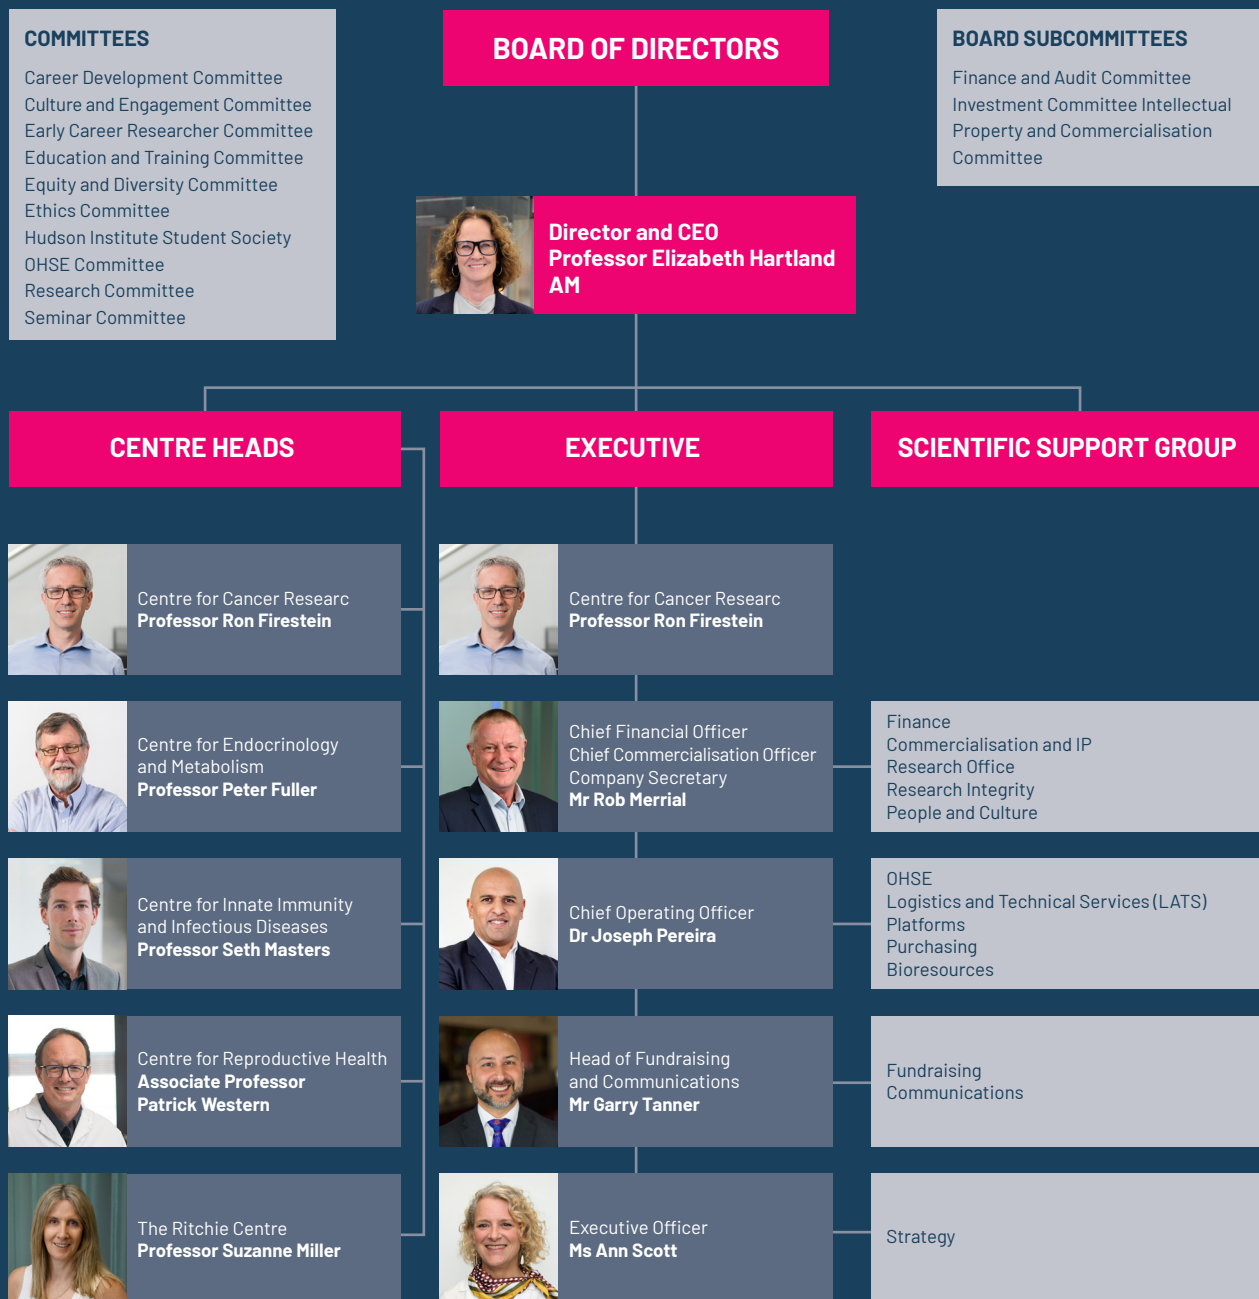 COMMITTEES
Career Development Committee
Culture and Engagement Committee
Early Career Researcher Committee
Education and Training Committee
Equity and Diversity Committee
Ethics Committee
Hudson Institute Student Society
OHSE Committee
Research Committee
Seminar Committee
BOARD OF DIRECTORS
BOARD SUBCOMMITTEES
Finance and Audit Committee
Investment Committee Intellectual
Property and Commercialisation
Committee
Director and CEO
Professor Elizabeth Hartland
AM
CENTRE HEADS
Centre for Cancer Researc
Professor Ron Firestein
Centre for Endocrinology
and Metabolism
Professor Peter Fuller
Centre for Innate Immunity
and Infectious Diseases
Professor Seth Masters
Centre for Reproductive Health
Associate Professor
Patrick Western
The Ritchie Centre
Professor Suzanne Miller
EXECUTIVE
Centre for Cancer Researc
Professor Ron Firestein
Chief Financial Officer
Chief Commercialisation Officer
Company Secretary
Mr Rob Merrial
Chief Operating Officer
Dr Joseph Pereira
Head of Fundraising
and Communications
Mr Garry Tanner
Executive Officer
Ms Ann Scott
SCIENTIFIC SUPPORT GROUP
Finance
Commercialisation and IP
Research Office
Research Integrity
People and Culture
OHSE
Logistics and Technical Services (LATS)
Platforms
Purchasing
Bioresources
Fundraising
Communications
Strategy